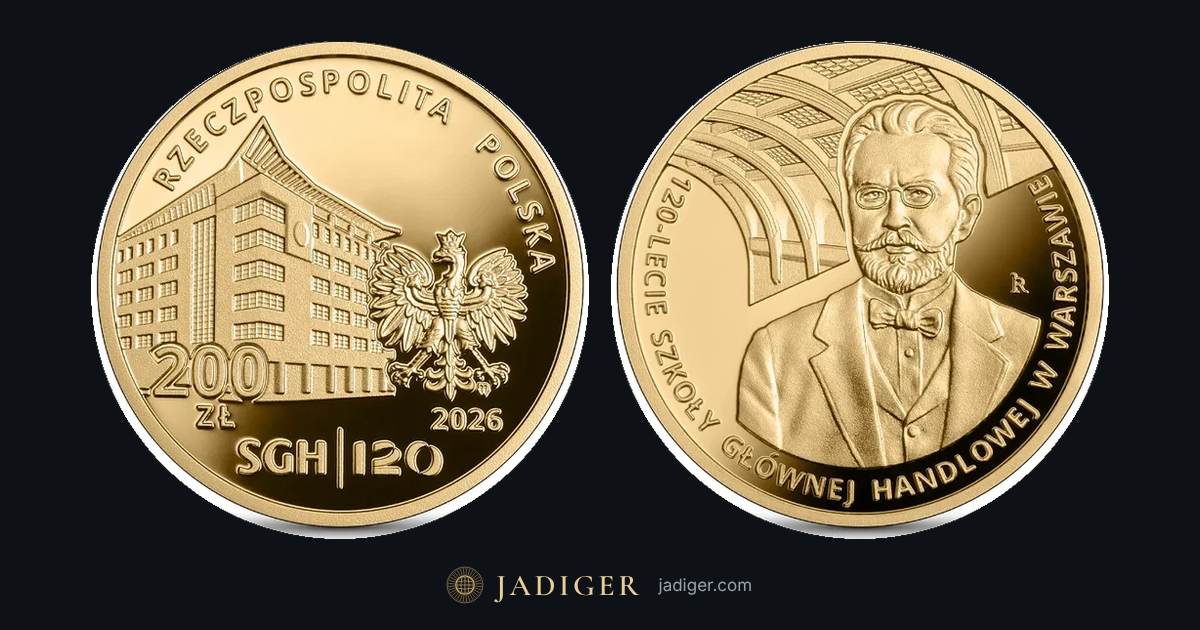 RZECZPOSPOLITA POLSKA
200
ZŁ
2026
SGH|120
120-LECIE SZKOŁY GŁÓWNEJ HANDLOWEJ W WARSZAWIE
JADIGER
jadiger.com